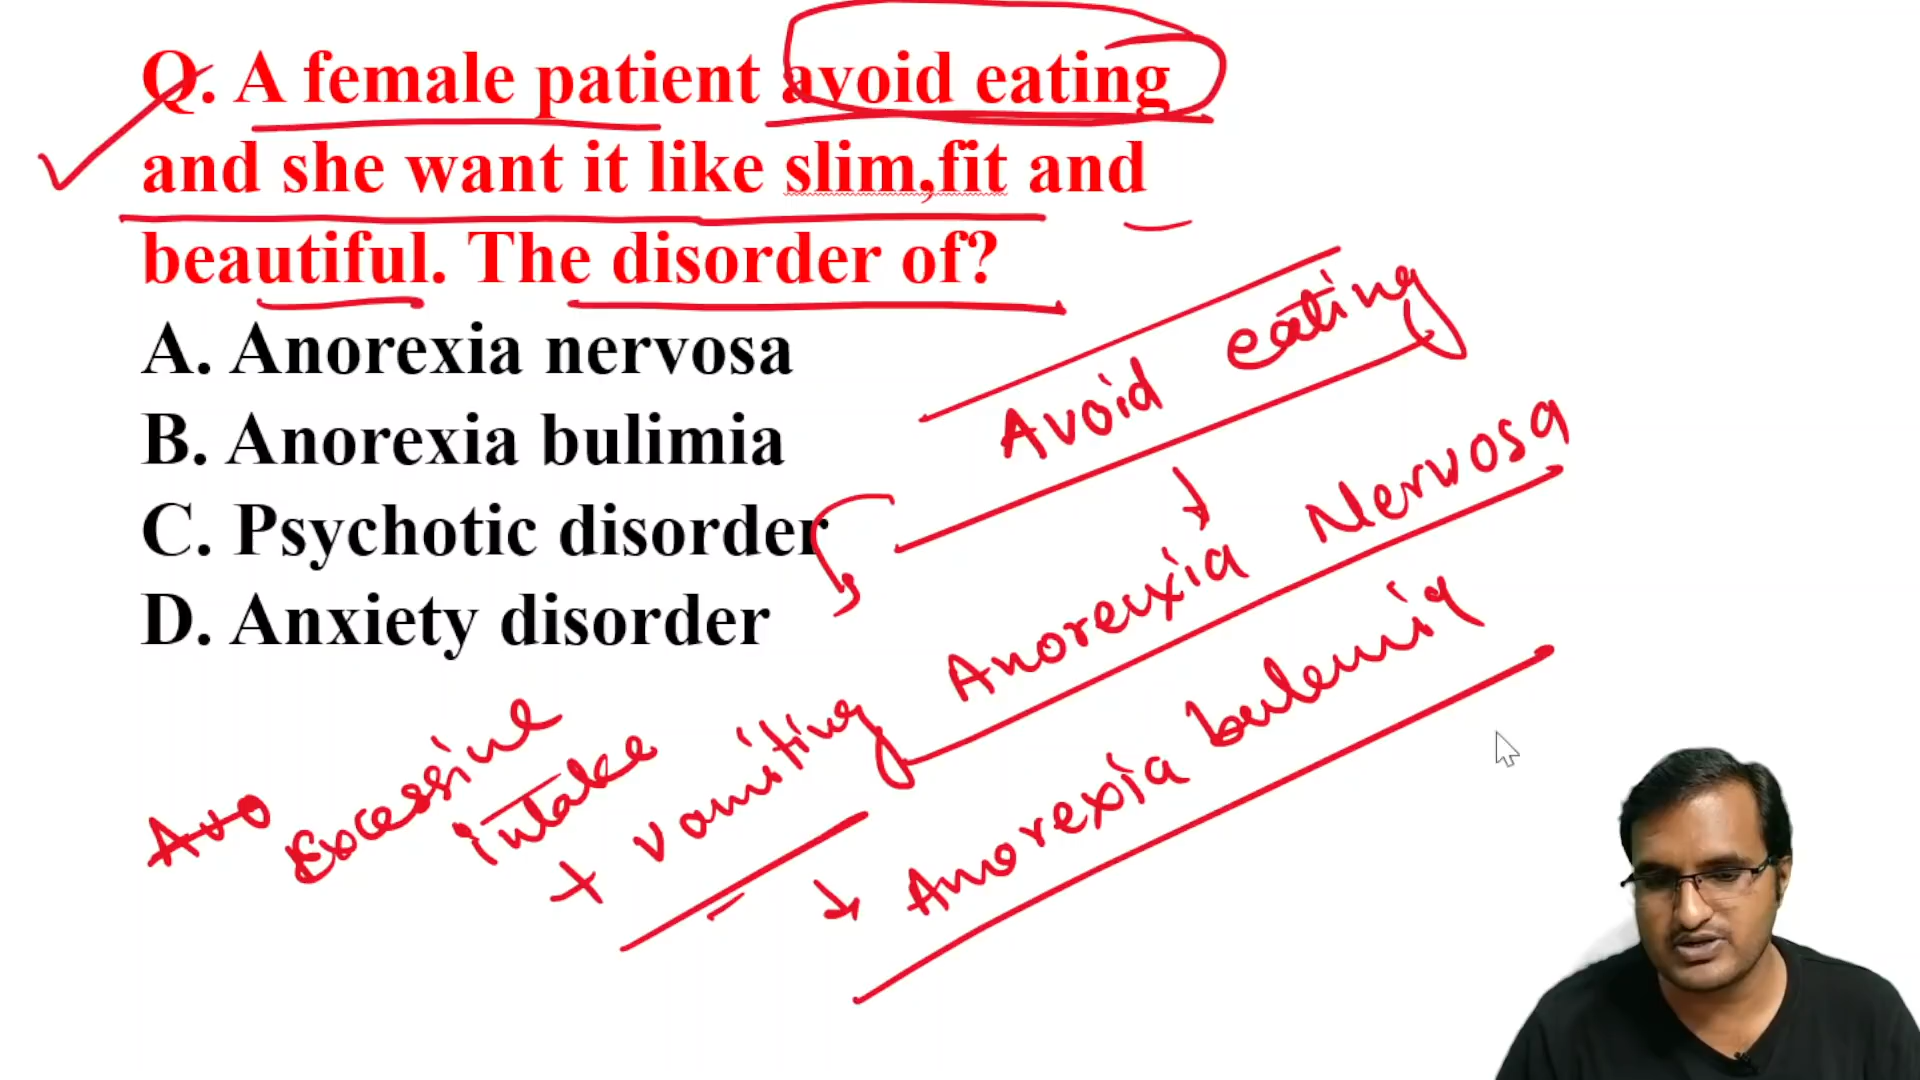 Q. A female patient avoid eating
and she want it like slim,fit and
beautiful. The disorder of?
A. Anorexia nervosa
B. Anorexia bulimia
C. Psychotic disorder
D. Anxiety disorder
Avoid eating
Anorexia Nervosa
Anorexia bulemia
Avo Excessive
intake
+ vomiting